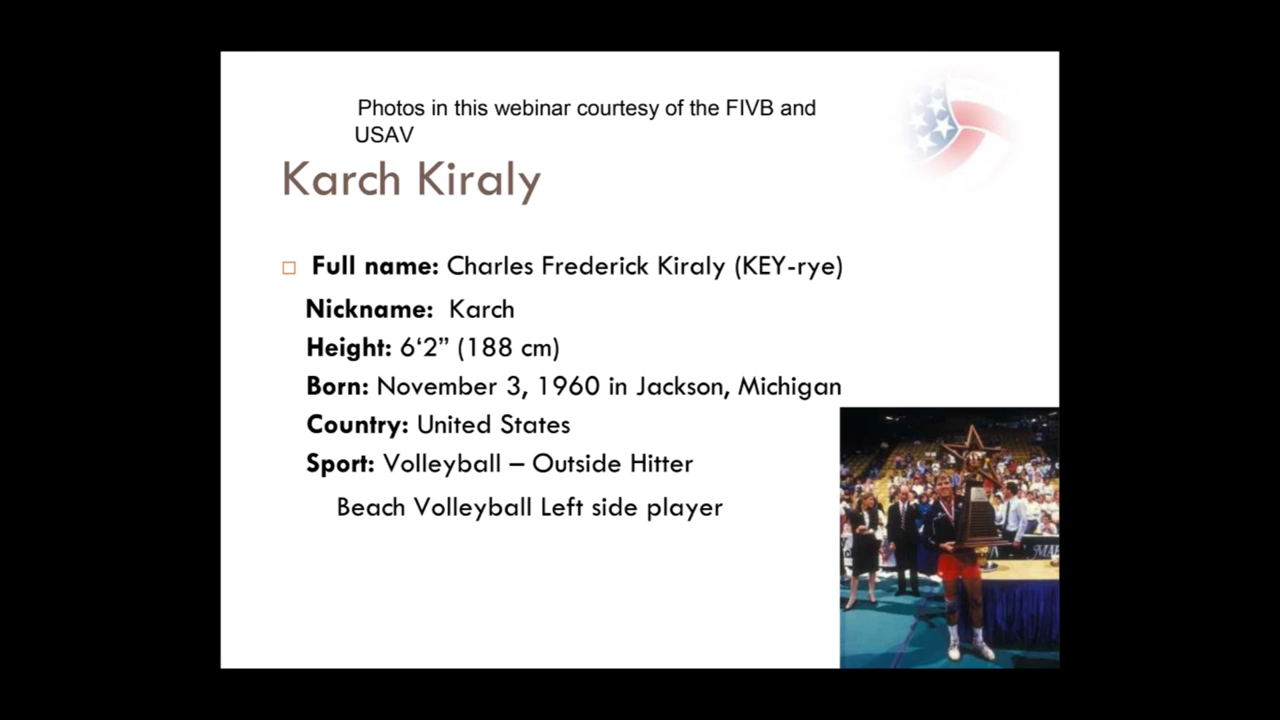 Photos in this webinar courtesy of the FIVB and
USAV
Karch Kiraly
Full name: Charles Frederick Kiraly (KEY-rye)
Nickname: Karch
Height: 6‘2” (188 cm)
Born: November 3, 1960 in Jackson, Michigan
Country: United States
Sport: Volleyball – Outside Hitter
Beach Volleyball Left side player